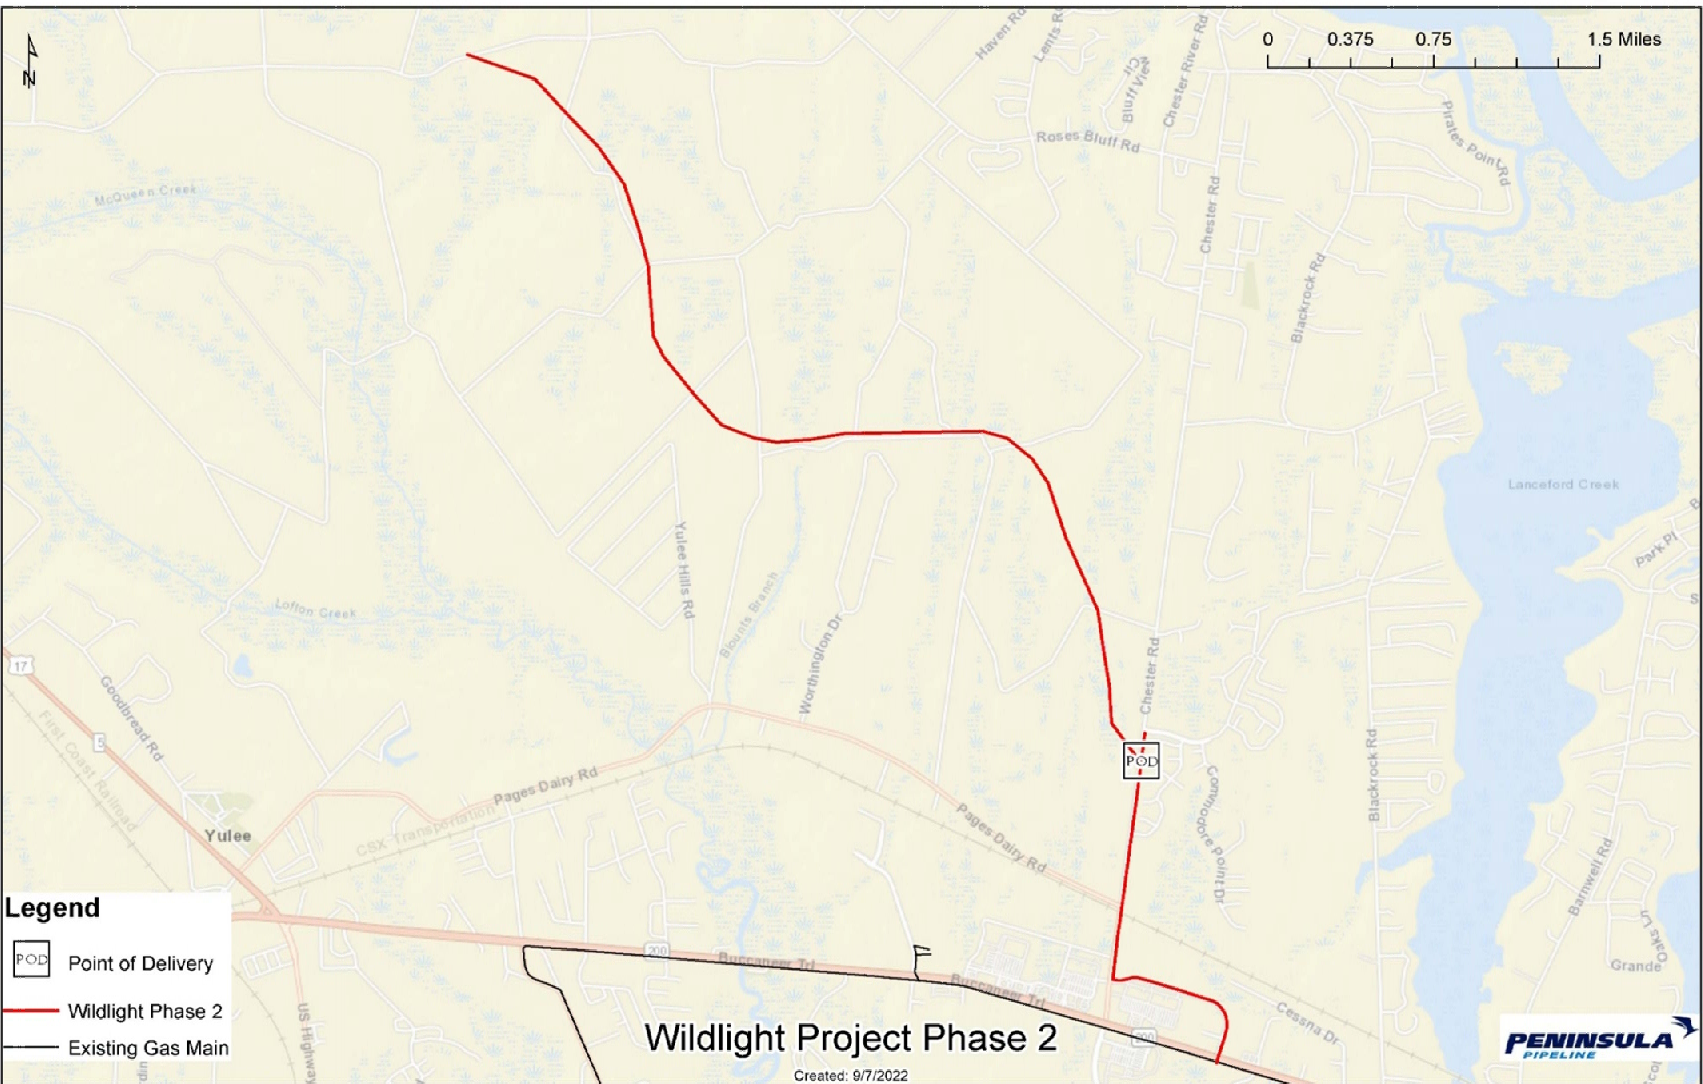 N
0 0.375 0.75 1.5 Miles
Haven Rd
Lents R
Bluff View
Cir
Chester River Rd
Roses Bluff Rd
Pirates Point Rd
McQueen Creek
Chester Rd
Blackrock Rd
Lanceford Creek
Park Pl
Yulee Hills Rd
Blounts Branch
Worthington Dr
Lofton Creek
Chester Rd
17
Goodbread Rd
First Coast Railroad
5
POD
Commodore Point Dr
Blackrock Rd
Pages Dairy Rd
CSX Transportation
Yulee
Pages Dairy Rd
Barnwell Rd
Oaks Ln
Grande
200
Buccaneer Trl
Buccaneer Trl
200
Cessna Dr
US Highway
Legend
POD Point of Delivery
Wildlight Phase 2
Existing Gas Main
Wildlight Project Phase 2
Created: 9/7/2022
PENINSULA
PIPELINE